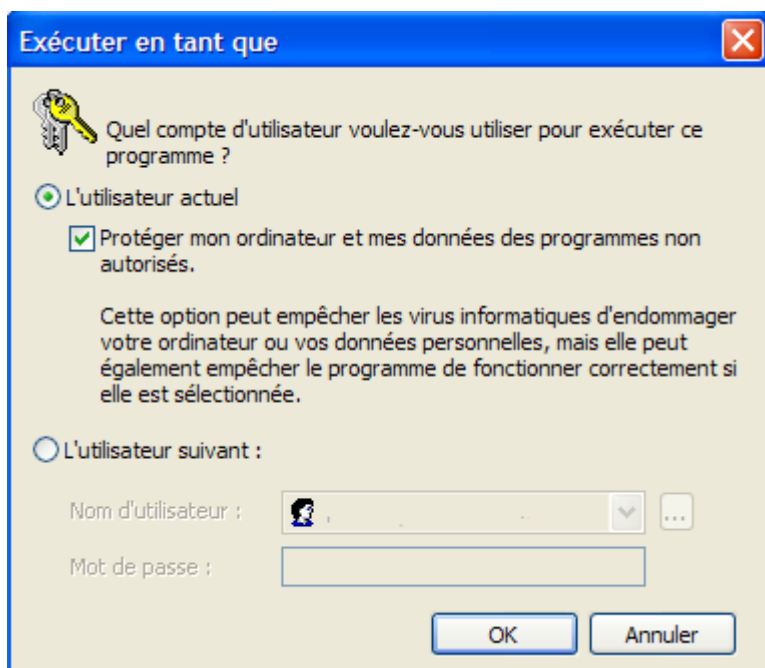 Exécuter en tant que
Quel compte d'utilisateur voulez-vous utiliser pour exécuter ce
programme ?
L'utilisateur actuel
Protéger mon ordinateur et mes données des programmes non
autorisés.
Cette option peut empêcher les virus informatiques d'endommager
votre ordinateur ou vos données personnelles, mais elle peut
également empêcher le programme de fonctionner correctement si
elle est sélectionnée.
L'utilisateur suivant :
Nom d'utilisateur :
...
Mot de passe :
OK
Annuler